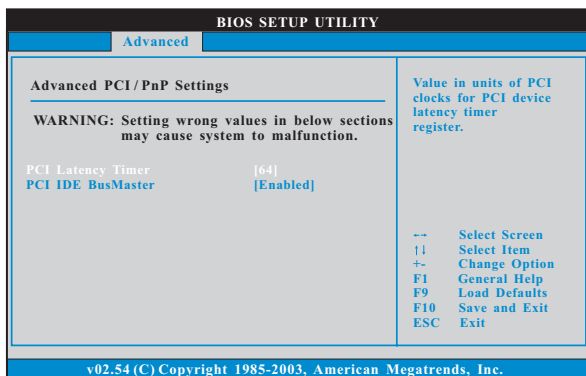 BIOS SETUP UTILITY
Advanced
Advanced PCI / PnP Settings
WARNING: Setting wrong values in below sections
may cause system to malfunction.
PCI Latency Timer [64]
PCI IDE BusMaster [Enabled]
Value in units of PCI
clocks for PCI device
latency timer
register.
←→ Select Screen
↑↓ Select Item
+- Change Option
F1 General Help
F9 Load Defaults
F10 Save and Exit
ESC Exit
v02.54 (C) Copyright 1985-2003, American Megatrends, Inc.